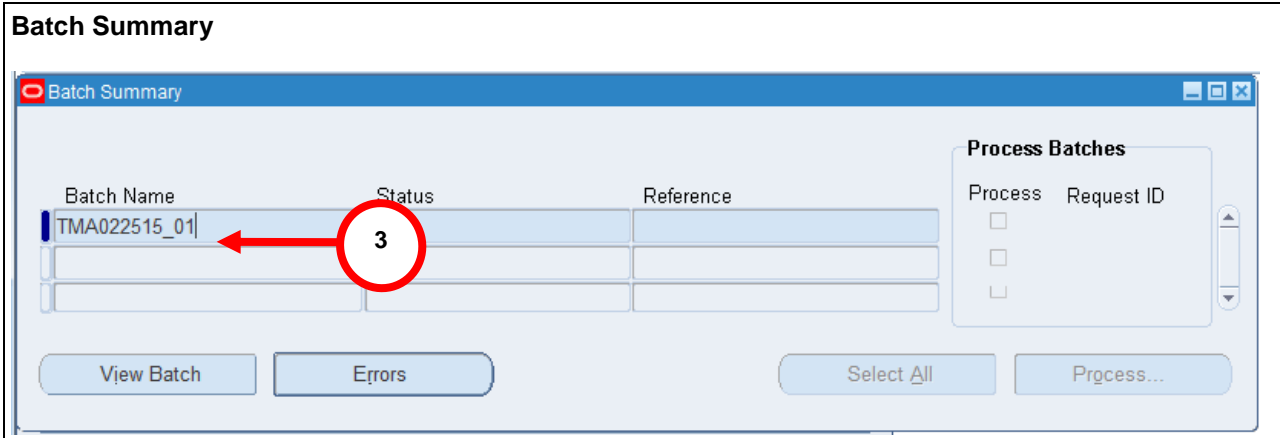 Batch Summary
Batch Summary
Process Batches
Batch Name Status Reference Process Request ID
TMA022515_01
3
View Batch Errors Select All Process...